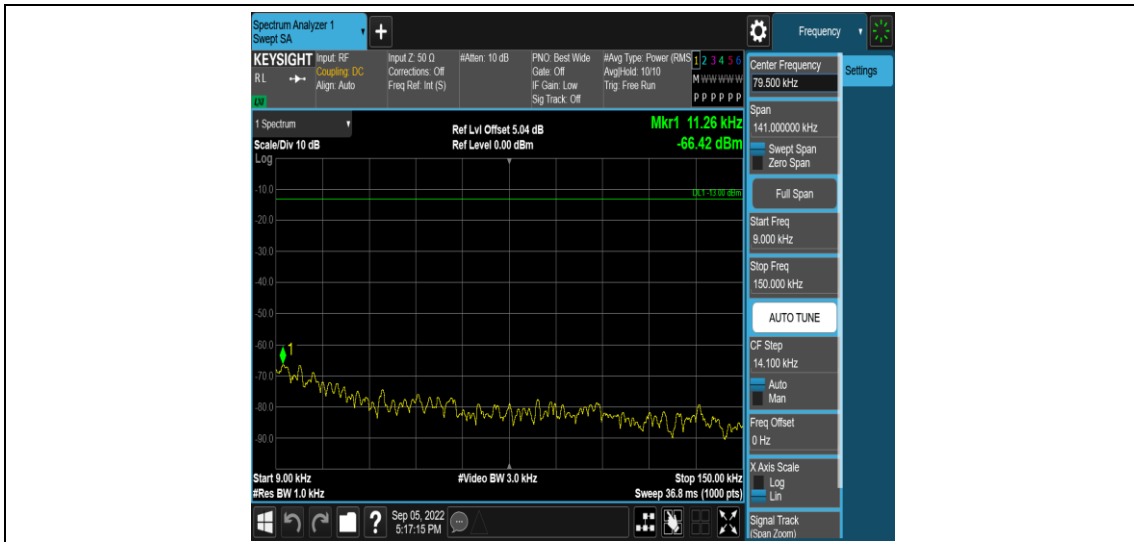 Spectrum Analyzer 1
Swept SA
+
Frequency
KEYSIGHT
RL
LXI
Input: RF
Coupling: DC
Align: Auto
Input Z: 50 Ω
Corrections: Off
Freq Ref: Int (S)
#Atten: 10 dB
PNO: Best Wide
Gate: Off
IF Gain: Low
Sig Track: Off
#Avg Type: Power (RMS
Avg|Hold: 10/10
Trig: Free Run
1 2 3 4 5 6
M W W W W W
P P P P P P
Center Frequency
79.500 kHz
Settings
Span
141.000000 kHz
Swept Span
Zero Span
Full Span
Start Freq
9.000 kHz
Stop Freq
150.000 kHz
AUTO TUNE
CF Step
14.100 kHz
Auto
Man
Freq Offset
0 Hz
X Axis Scale
Log
Lin
Signal Track
(Span Zoom)
1 Spectrum
Scale/Div 10 dB
Log
Ref Lvl Offset 5.04 dB
Ref Level 0.00 dBm
Mkr1 11.26 kHz
-66.42 dBm
DL1 -13.00 dBm
-10.0
-20.0
-30.0
-40.0
-50.0
-60.0
1
-70.0
-80.0
-90.0
Start 9.00 kHz
#Res BW 1.0 kHz
#Video BW 3.0 kHz
Stop 150.00 kHz
Sweep 36.8 ms (1000 pts)
?
Sep 05, 2022
5:17:15 PM